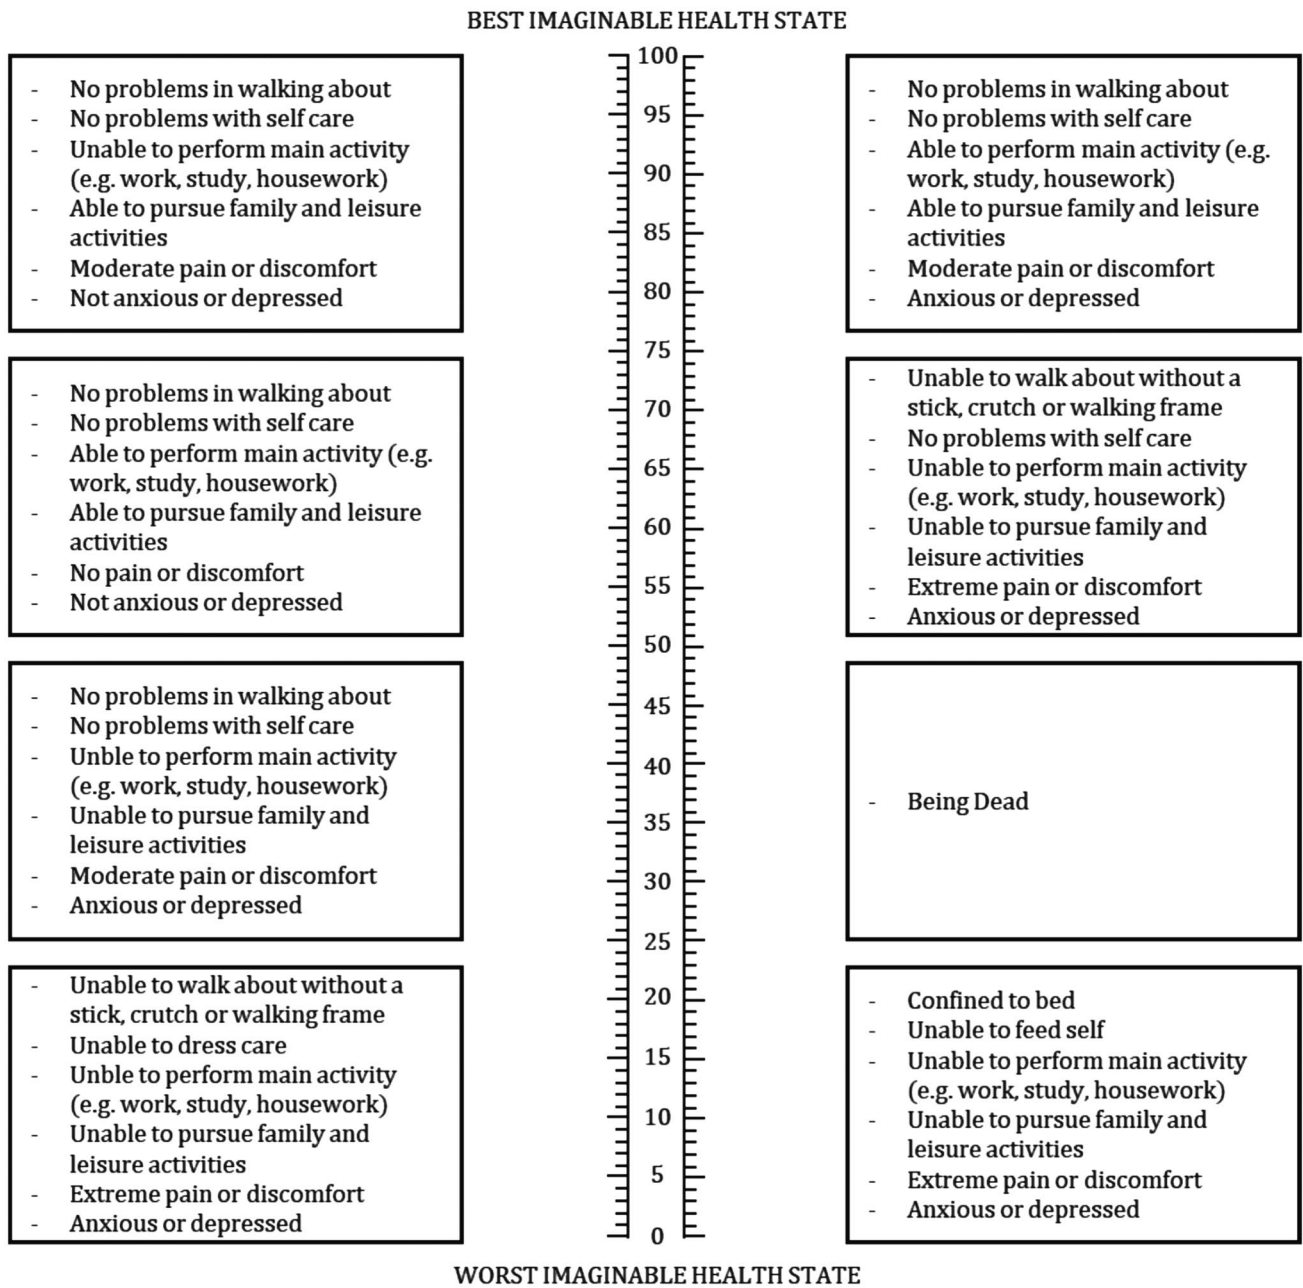 BEST IMAGINABLE HEALTH STATE
- No problems in walking about
- No problems with self care
- Unable to perform main activity
(e.g. work, study, housework)
- Able to pursue family and leisure
activities
- Moderate pain or discomfort
- Not anxious or depressed
- No problems in walking about
- No problems with self care
- Able to perform main activity (e.g.
work, study, housework)
- Able to pursue family and leisure
activities
- No pain or discomfort
- Not anxious or depressed
- No problems in walking about
- No problems with self care
- Unble to perform main activity
(e.g. work, study, housework)
- Unable to pursue family and
leisure activities
- Moderate pain or discomfort
- Anxious or depressed
- Unable to walk about without a
stick, crutch or walking frame
- Unable to dress care
- Unble to perform main activity
(e.g. work, study, housework)
- Unable to pursue family and
leisure activities
- Extreme pain or discomfort
- Anxious or depressed
100
95
90
85
80
75
70
65
60
55
50
45
40
35
30
25
20
15
10
5
0
- No problems in walking about
- No problems with self care
- Able to perform main activity (e.g.
work, study, housework)
- Able to pursue family and leisure
activities
- Moderate pain or discomfort
- Anxious or depressed
- Unable to walk about without a
stick, crutch or walking frame
- No problems with self care
- Unable to perform main activity
(e.g. work, study, housework)
- Unable to pursue family and
leisure activities
- Extreme pain or discomfort
- Anxious or depressed
- Being Dead
- Confined to bed
- Unable to feed self
- Unable to perform main activity
(e.g. work, study, housework)
- Unable to pursue family and
leisure activities
- Extreme pain or discomfort
- Anxious or depressed
WORST IMAGINABLE HEALTH STATE